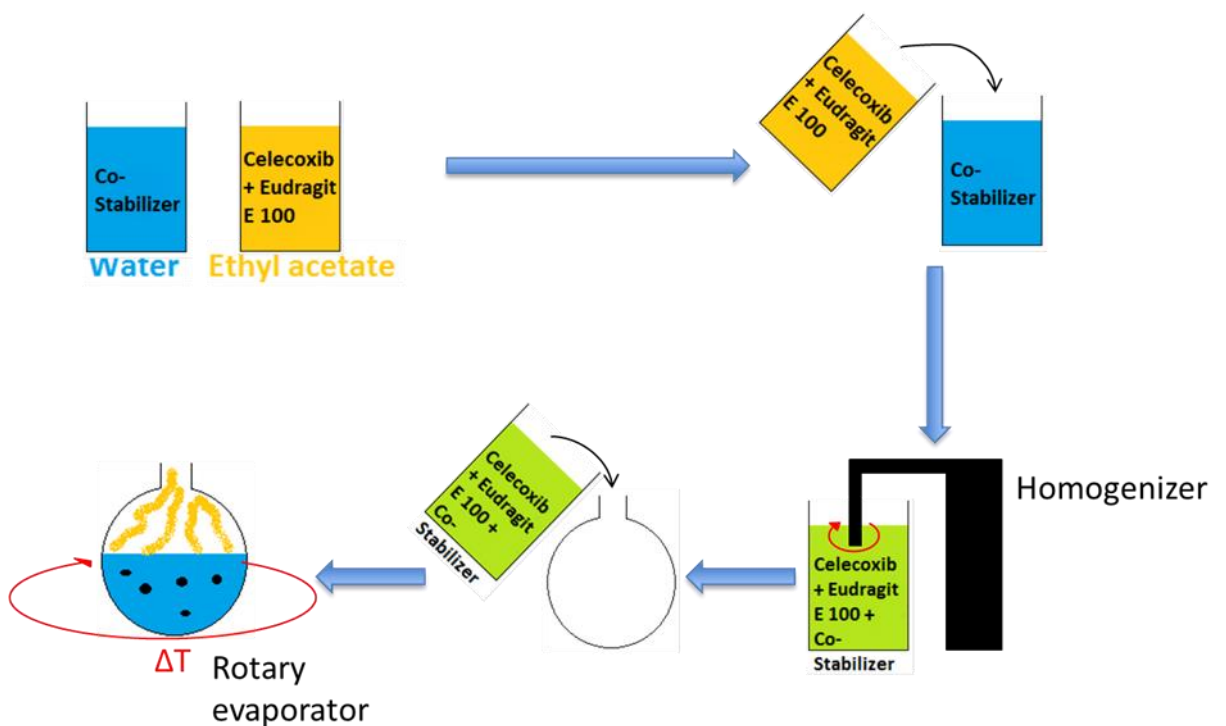 Co-
Stabilizer
Water
Celecoxib
+ Eudragit
E 100
Ethyl acetate
Celecoxib
+ Eudragit
E 100
Co-
Stabilizer
Homogenizer
Celecoxib
+ Eudragit
E 100 +
Co-
Stabilizer
Celecoxib
+ Eudragit
E 100 +
Co-
Stabilizer
ΔT
Rotary
evaporator